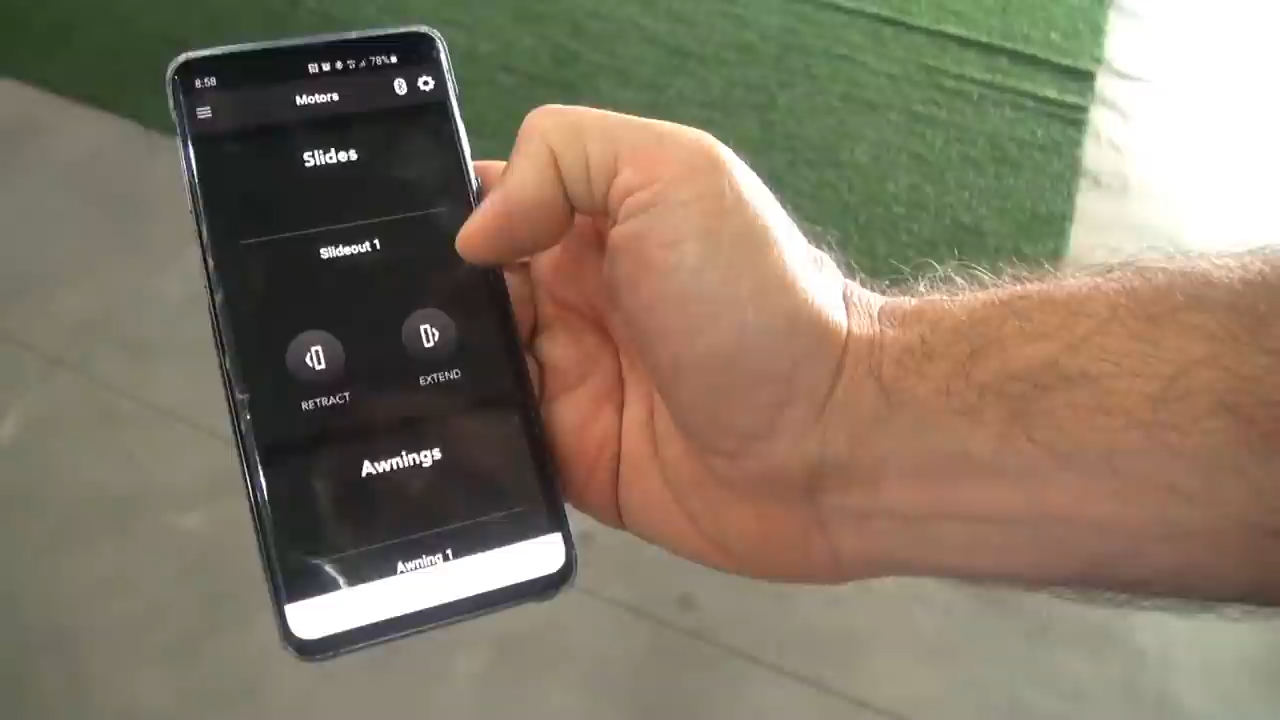 8:58
78%
Motors
Slides
Slideout 1
RETRACT
EXTEND
Awnings
Awning 1